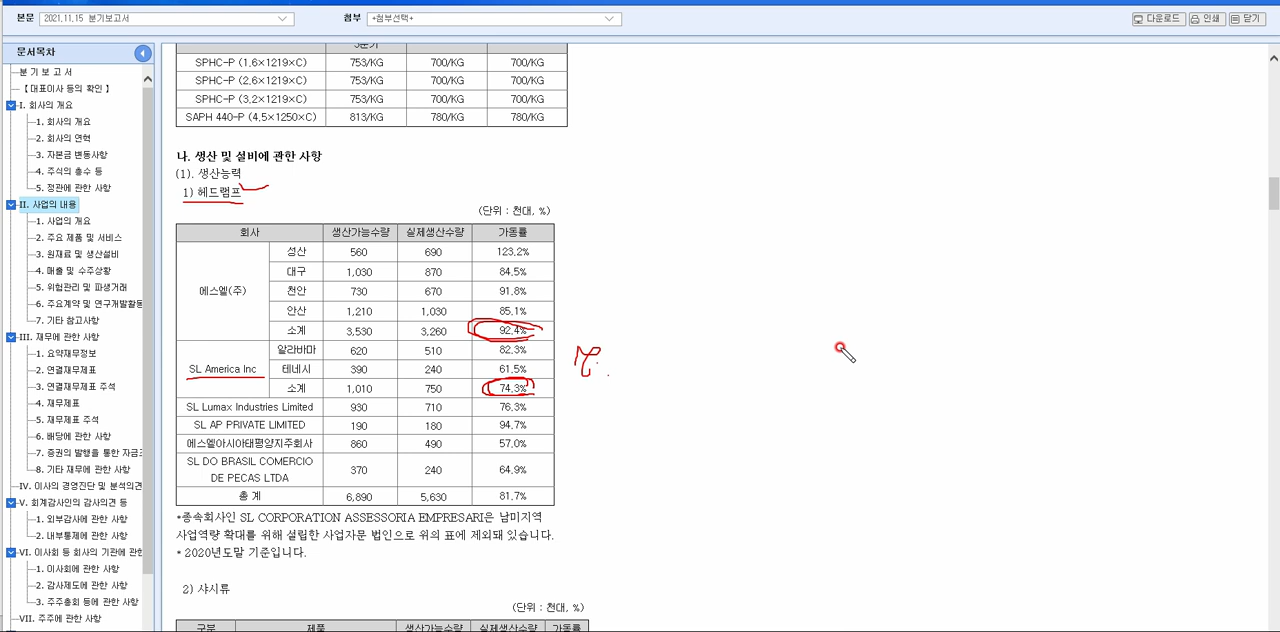 본문 2021.11.15 분기보고서 첨부 +첨부선택+ 다운로드 인쇄 닫기
문서목차
분 기 보 고 서
【 대표이사 등의 확인 】
I. 회사의 개요
1. 회사의 개요
2. 회사의 연혁
3. 자본금 변동사항
4. 주식의 총수 등
5. 정관에 관한 사항
II. 사업의 내용
1. 사업의 개요
2. 주요 제품 및 서비스
3. 원재료 및 생산설비
4. 매출 및 수주상황
5. 위험관리 및 파생거래
6. 주요계약 및 연구개발활동
7. 기타 참고사항
III. 재무에 관한 사항
1. 요약재무정보
2. 연결재무제표
3. 연결재무제표 주석
4. 재무제표
5. 재무제표 주석
6. 배당에 관한 사항
7. 증권의 발행을 통한 자금조
8. 기타 재무에 관한 사항
IV. 이사의 경영진단 및 분석의견
V. 회계감사인의 감사의견 등
1. 외부감사에 관한 사항
2. 내부통제에 관한 사항
VI. 이사회 등 회사의 기관에 관한
1. 이사회에 관한 사항
2. 감사제도에 관한 사항
3. 주주총회 등에 관한 사항
VII. 주주에 관한 사항
3분기
SPHC-P (1.6×1219×C) 753/KG 700/KG 700/KG
SPHC-P (2.6×1219×C) 753/KG 700/KG 700/KG
SPHC-P (3.2×1219×C) 753/KG 700/KG 700/KG
SAPH 440-P (4.5×1250×C) 813/KG 780/KG 780/KG
나. 생산 및 설비에 관한 사항
(1). 생산능력
1) 헤드램프
(단위 : 천대, %)
회사 생산가능수량 실제생산수량 가동률
에스엘(주) 성산 560 690 123.2%
대구 1,030 870 84.5%
천안 730 670 91.8%
안산 1,210 1,030 85.1%
소계 3,530 3,260 92.4%
SL America Inc 알라바마 620 510 82.3%
테네시 390 240 61.5%
소계 1,010 750 74.3%
SL Lumax Industries Limited 930 710 76.3%
SL AP PRIVATE LIMITED 190 180 94.7%
에스엘아시아태평양지주회사 860 490 57.0%
SL DO BRASIL COMERCIO DE PECAS LTDA 370 240 64.9%
총 계 6,890 5,630 81.7%
*종속회사인 SL CORPORATION ASSESSORIA EMPRESARI은 남미지역
사업역량 확대를 위해 설립한 사업자문 법인으로 위의 표에 제외돼 있습니다.
* 2020년도말 기준입니다.
2) 샤시류
(단위 : 천대, %)
구분 제품 생산가능수량 실제생산수량 가동률